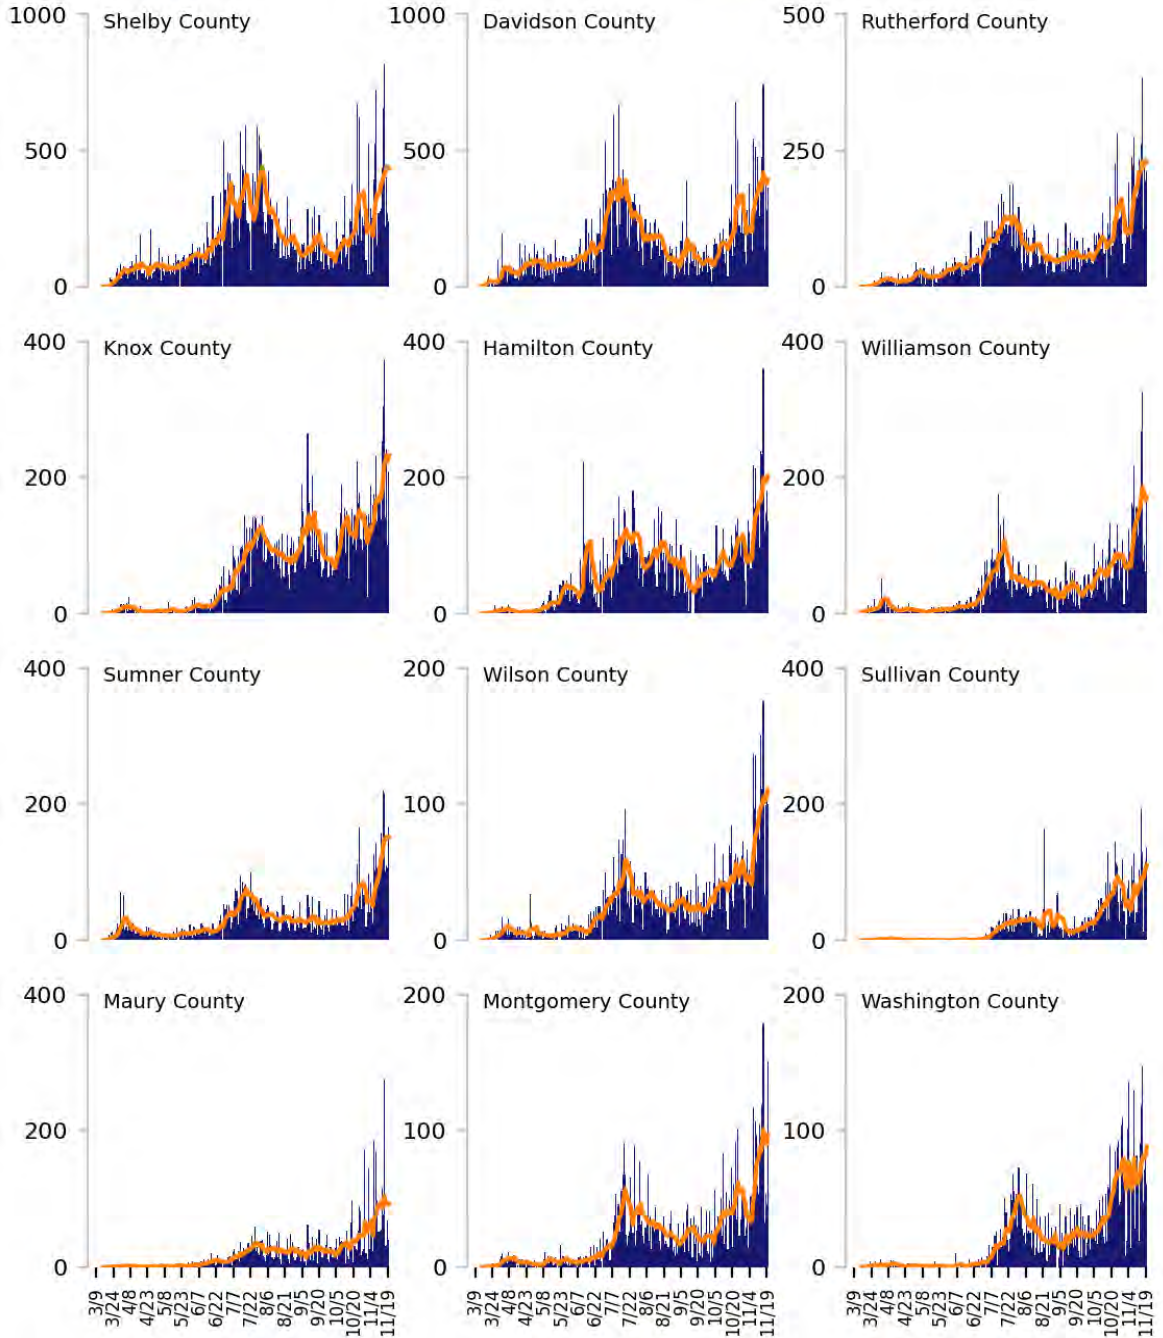 1000 Shelby County 1000 Davidson County 500 Rutherford County
500 500 250
0 0 0
400 Knox County 400 Hamilton County 400 Williamson County
200 200 200
0 0 0
400 Sumner County 200 Wilson County 400 Sullivan County
200 100 200
0 0 0
400 Maury County 200 Montgomery County 200 Washington County
200 100 100
0 0 0
3/9 3/24 4/8 4/23 5/8 5/23 6/7 6/22 7/7 7/22 8/6 8/21 9/5 9/20 10/5 10/20 11/4 11/19 3/9 3/24 4/8 4/23 5/8 5/23 6/7 6/22 7/7 7/22 8/6 8/21 9/5 9/20 10/5 10/20 11/4 11/19 3/9 3/24 4/8 4/23 5/8 5/23 6/7 6/22 7/7 7/22 8/6 8/21 9/5 9/20 10/5 10/20 11/4 11/19